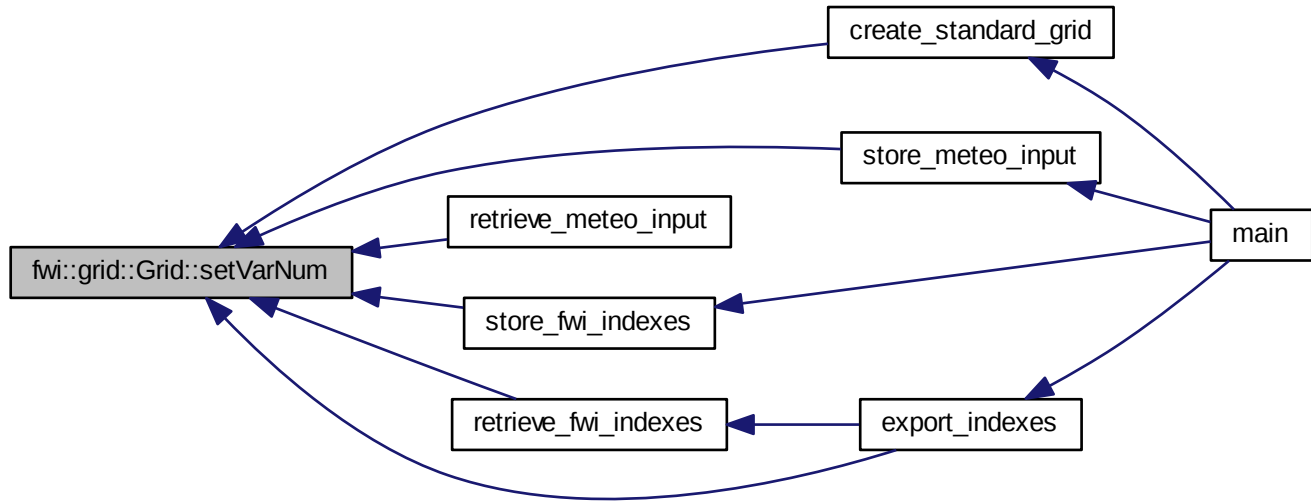 create_standard_grid
store_meteo_input
retrieve_meteo_input
main
fwi::grid::Grid::setVarNum
store_fwi_indexes
retrieve_fwi_indexes
export_indexes